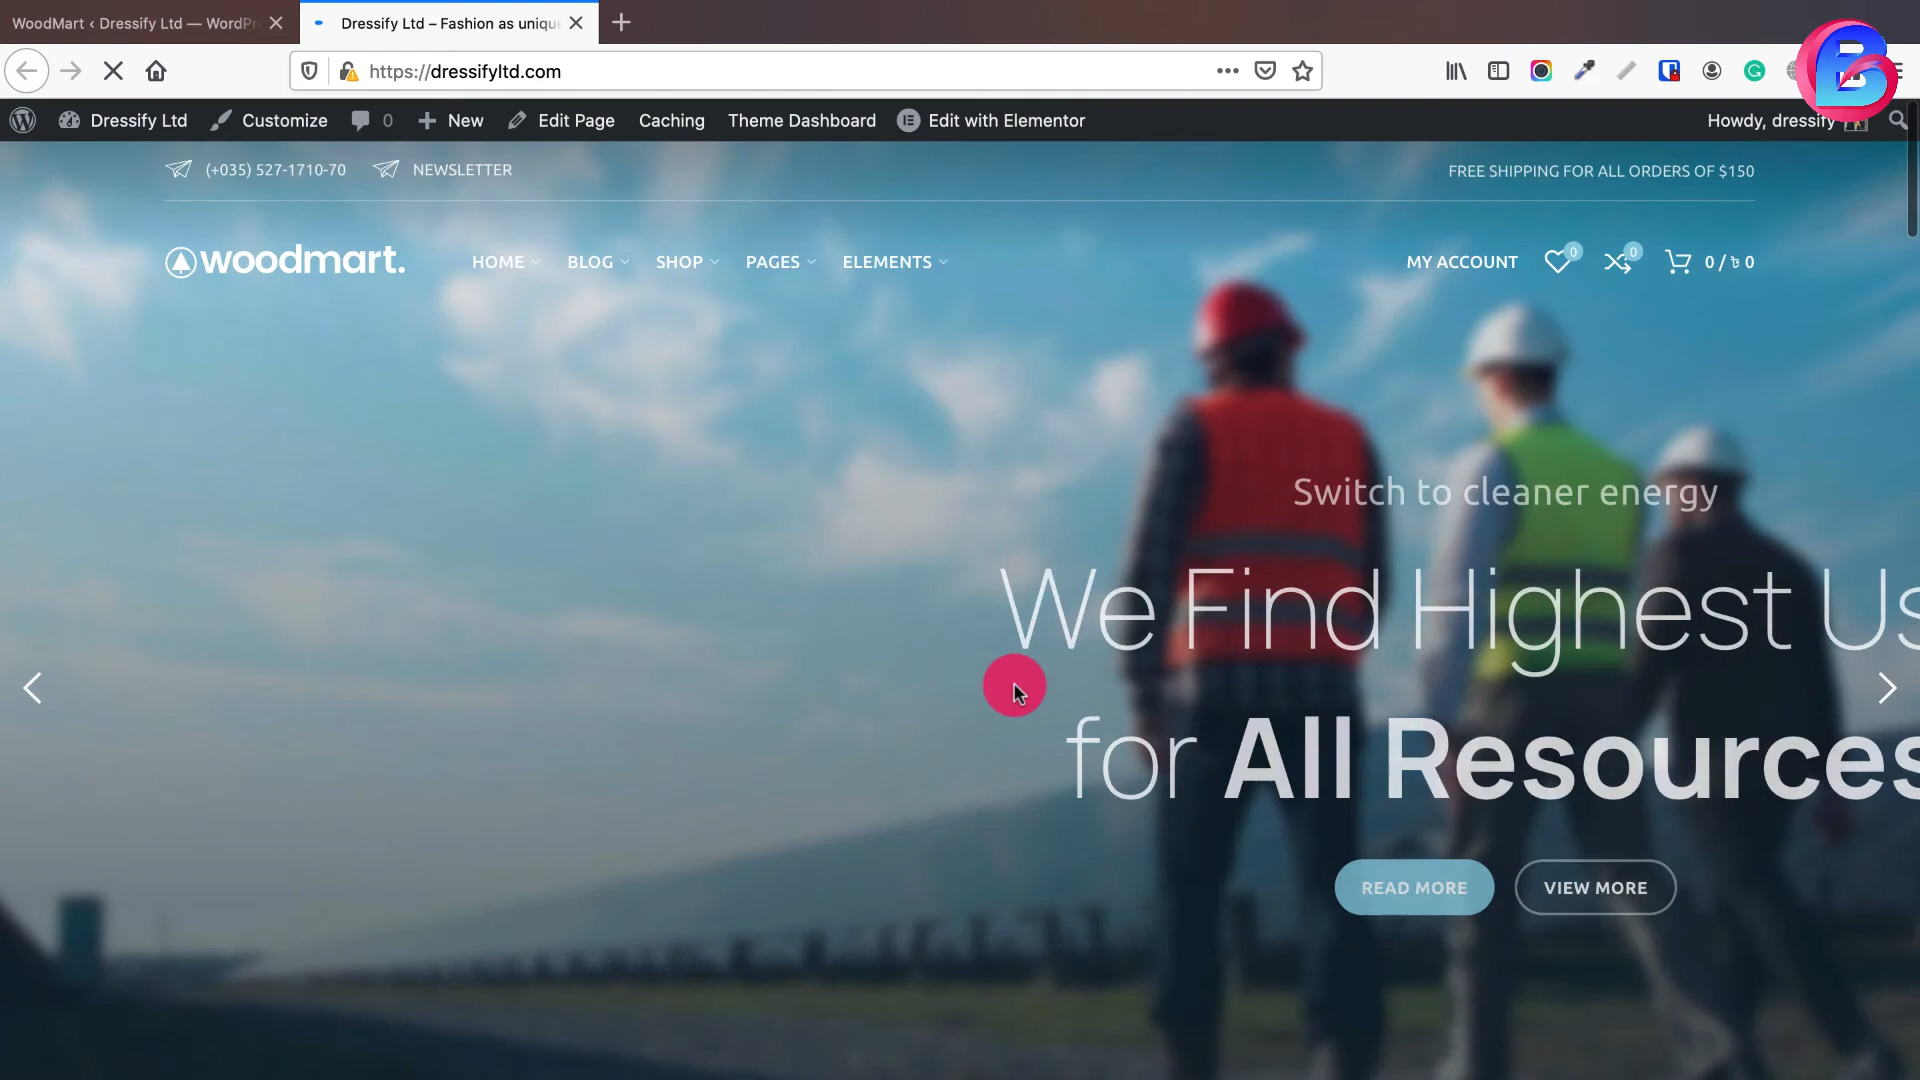 WoodMart ‹ Dressify Ltd — WordPr
Dressify Ltd – Fashion as unique
https://dressifyltd.com
Dressify Ltd
Customize
0
New
Edit Page
Caching
Theme Dashboard
Edit with Elementor
Howdy, dressify
(+035) 527-1710-70
NEWSLETTER
FREE SHIPPING FOR ALL ORDERS OF $150
woodmart.
HOME
BLOG
SHOP
PAGES
ELEMENTS
MY ACCOUNT
0
0
0 / ৳ 0
Switch to cleaner energy
We Find Highest Us
for All Resources
READ MORE
VIEW MORE